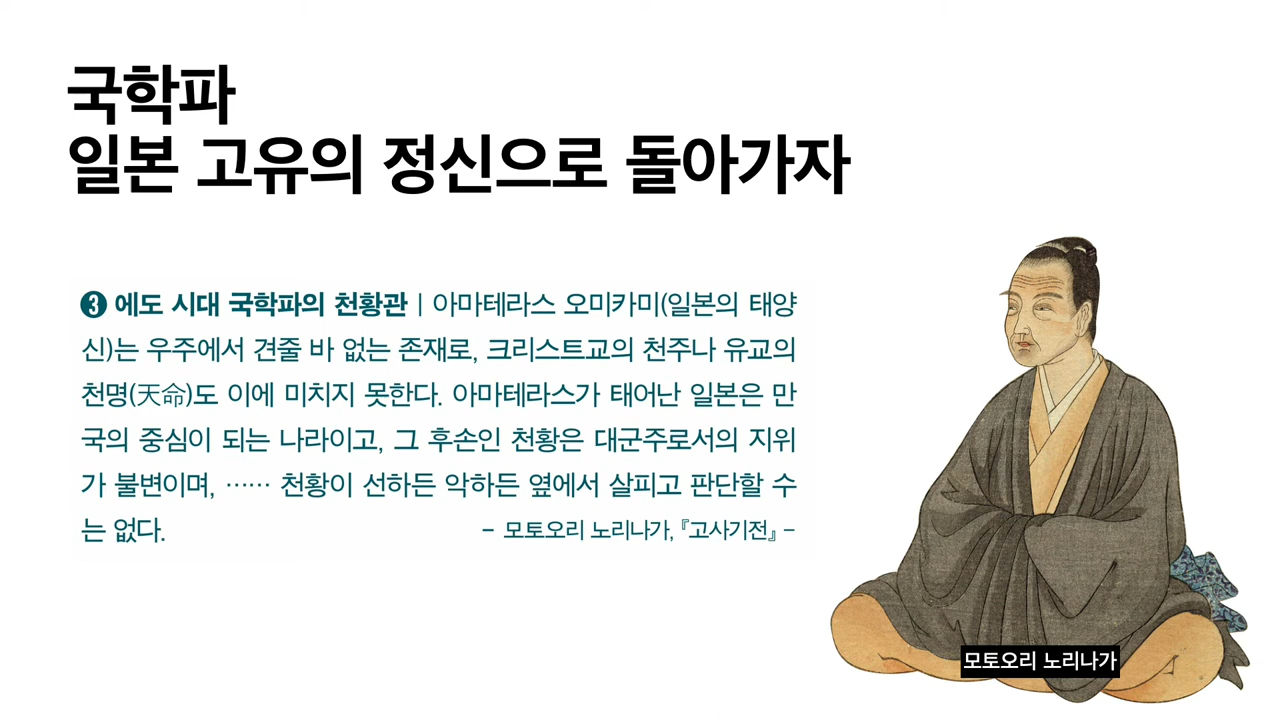 국학파
일본 고유의 정신으로 돌아가자
❸ 에도 시대 국학파의 천황관 | 아마테라스 오미카미(일본의 태양
신)는 우주에서 견줄 바 없는 존재로, 크리스트교의 천주나 유교의
천명(天命)도 이에 미치지 못한다. 아마테라스가 태어난 일본은 만
국의 중심이 되는 나라이고, 그 후손인 천황은 대군주로서의 지위
가 불변이며, …… 천황이 선하든 악하든 옆에서 살피고 판단할 수
는 없다. – 모토오리 노리나가, 『고사기전』 –
모토오리 노리나가